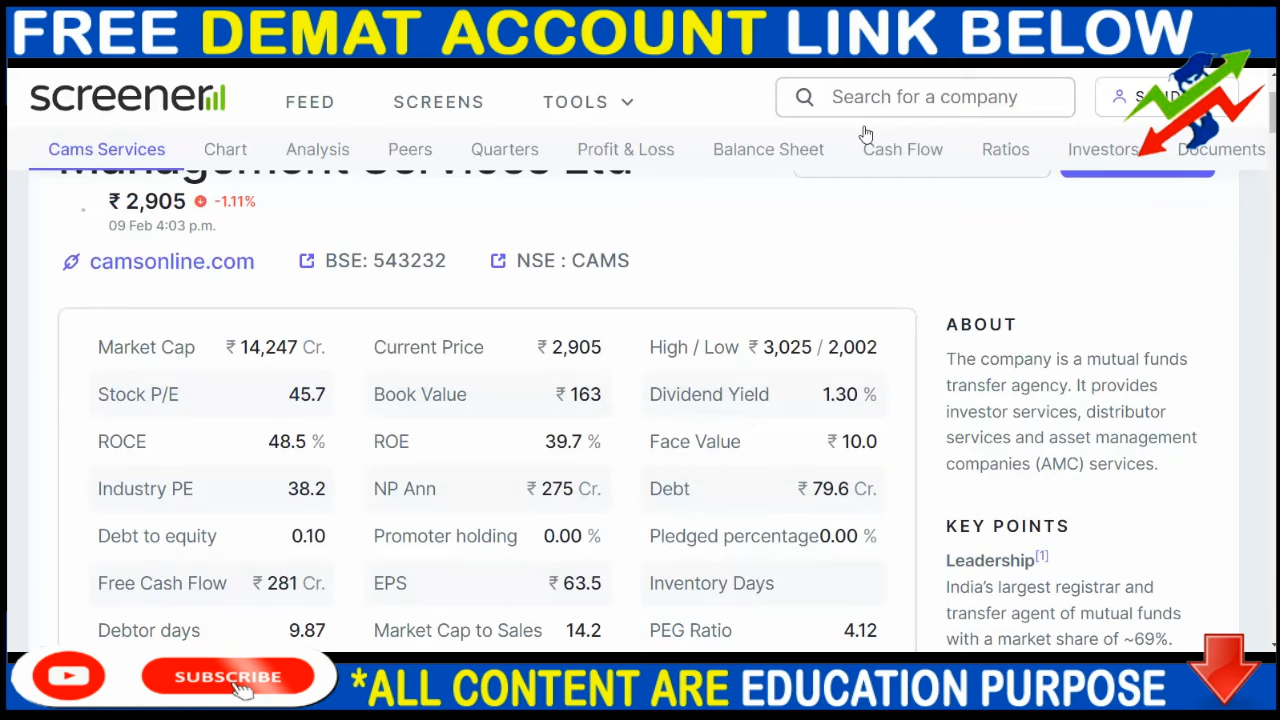 FREE DEMAT ACCOUNT LINK BELOW
screener FEED SCREENS TOOLS Search for a company
Cams Services Chart Analysis Peers Quarters Profit & Loss Balance Sheet Cash Flow Ratios Investors Documents
Management Services Ltd
₹ 2,905 -1.11%
09 Feb 4:03 p.m.
camsonline.com BSE: 543232 NSE : CAMS
Market Cap ₹ 14,247 Cr. Current Price ₹ 2,905 High / Low ₹ 3,025 / 2,002
Stock P/E 45.7 Book Value ₹ 163 Dividend Yield 1.30 %
ROCE 48.5 % ROE 39.7 % Face Value ₹ 10.0
Industry PE 38.2 NP Ann ₹ 275 Cr. Debt ₹ 79.6 Cr.
Debt to equity 0.10 Promoter holding 0.00 % Pledged percentage 0.00 %
Free Cash Flow ₹ 281 Cr. EPS ₹ 63.5 Inventory Days
Debtor days 9.87 Market Cap to Sales 14.2 PEG Ratio 4.12
ABOUT
The company is a mutual funds
transfer agency. It provides
investor services, distributor
services and asset management
companies (AMC) services.
KEY POINTS
Leadership[1]
India's largest registrar and
transfer agent of mutual funds
with a market share of ~69%.
SUBSCRIBE
*ALL CONTENT ARE EDUCATION PURPOSE